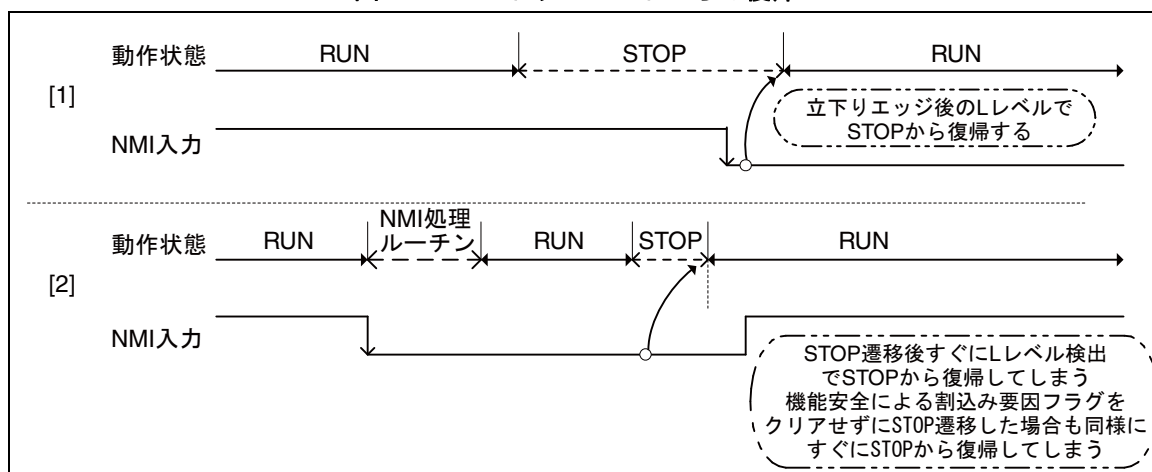 動作状態 RUN STOP RUN
[1]
立下りエッジ後のLレベルで
STOPから復帰する
NMI入力
NMI処理
動作状態 RUN ルーチン RUN STOP RUN
[2]
NMI入力
STOP遷移後すぐにLレベル検出
でSTOPから復帰してしまう
機能安全による割込み要因フラグを
クリアせずにSTOP遷移した場合も同様に
すぐにSTOPから復帰してしまう